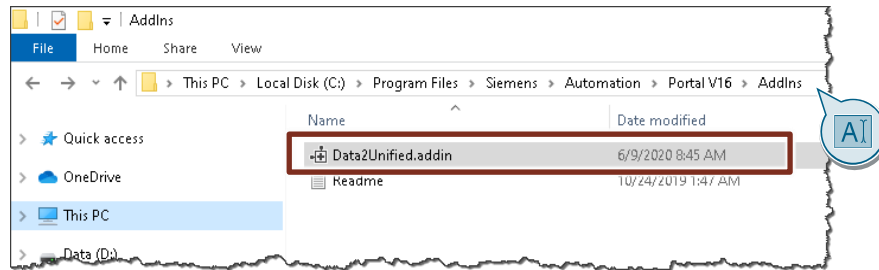 AddIns
File Home Share View
This PC > Local Disk (C:) > Program Files > Siemens > Automation > Portal V16 > AddIns
Name Date modified
Quick access
Data2Unified.addin 6/9/2020 8:45 AM
OneDrive
Readme 10/24/2019 1:47 AM
This PC
Data (D:)
A